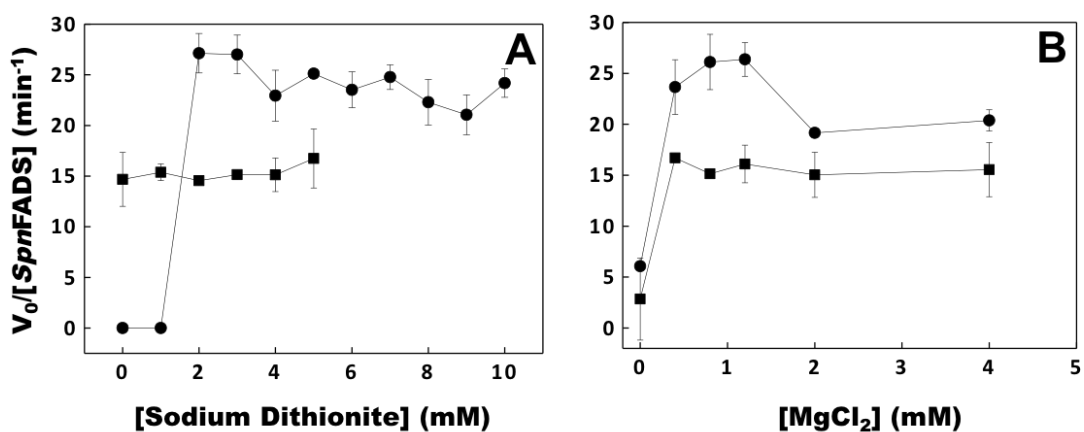 30
25
20
15
10
5
0
V₀/[SpnFADS] (min⁻¹)
A
0 2 4 6 8 10
[Sodium Dithionite] (mM)
30
25
20
15
10
5
0
B
0 1 2 3 4 5
[MgCl₂] (mM)